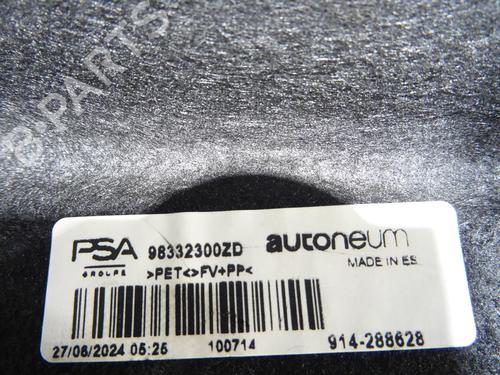 B-PARTS
PSA
GROUPE
98332300ZD
autoneum
>PET<>FV+PP<
MADE IN ES
27/06/2024 05:25
100714
914-288628